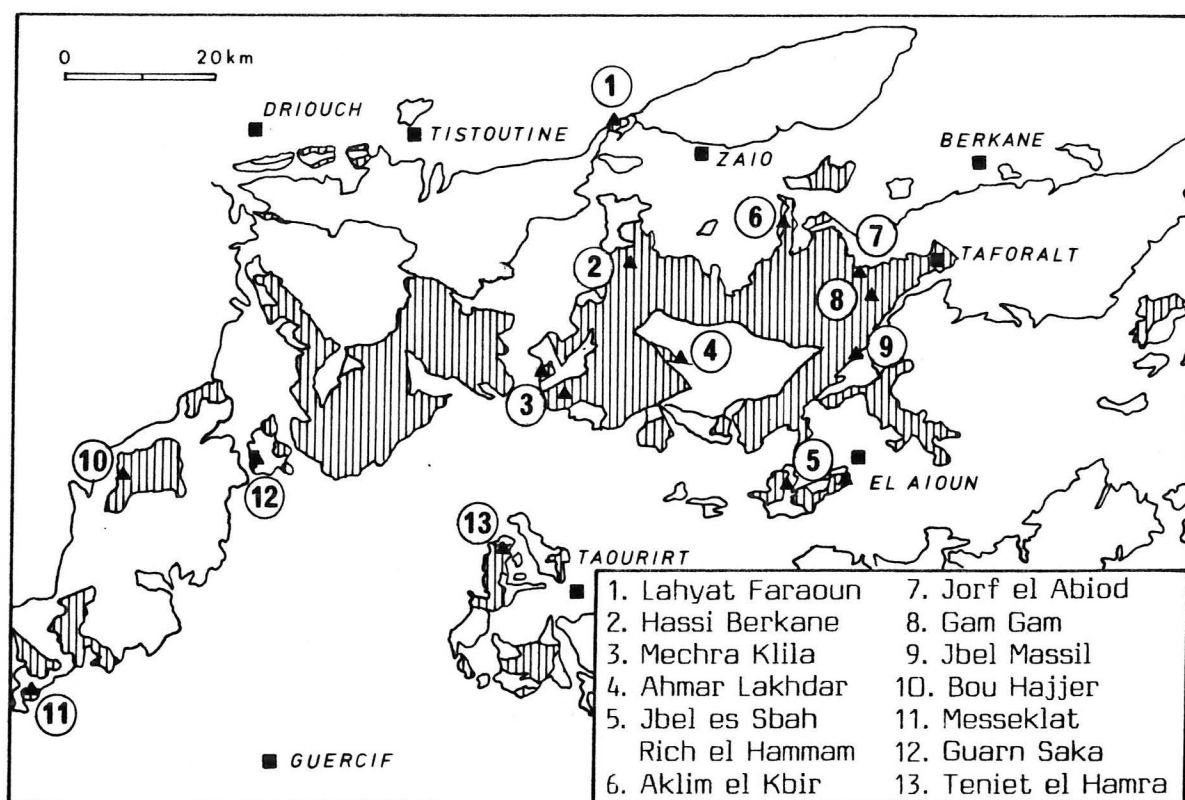 0 20 km
DRIOUCH
TISTOUTINE
1
ZAIO
BERKANE
6
7
TAFORALT
2
8
9
4
3
10
12
5
EL AIOUN
13
TAOURIRT
11
GUERCIF
1. Lahyat Faraoun
2. Hassi Berkane
3. Mechra Klila
4. Ahmar Lakhdar
5. Jbel es Sbah
Rich el Hammam
6. Aklim el Kbir
7. Jorf el Abiod
8. Gam Gam
9. Jbel Massil
10. Bou Hajjer
11. Messeklat
12. Guarn Saka
13. Teniet el Hamra